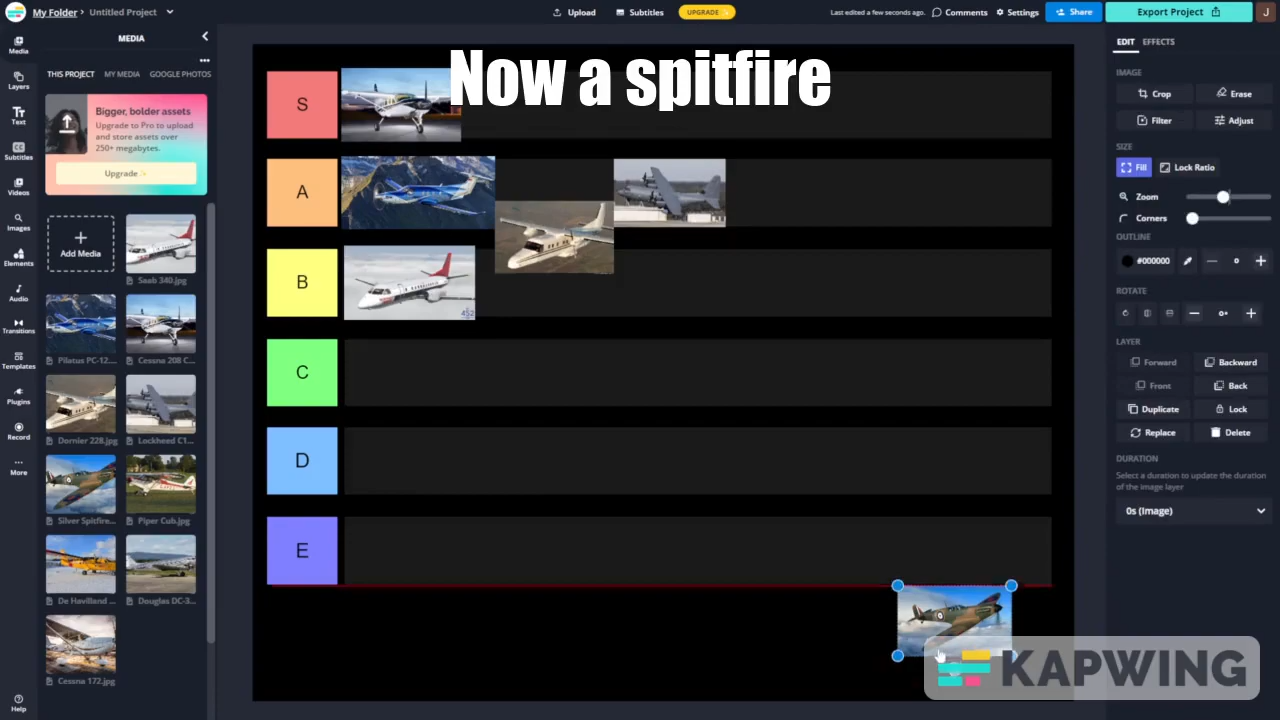 My Folder › Untitled Project
Upload
Subtitles
UPGRADE
Last edited a few seconds ago.
Comments
Settings
Share
Export Project
J
Media
Layers
Text
Subtitles
Videos
Images
Elements
Audio
Transitions
Templates
Plugins
Record
More
Help
MEDIA
THIS PROJECT
MY MEDIA
GOOGLE PHOTOS
Bigger, bolder assets
Upgrade to Pro to upload
and store assets over
250+ megabytes.
Upgrade
Add Media
Saab 340.jpg
Pilatus PC-12....
Cessna 208 C...
Dornier 228.jpg
Lockheed C1...
Silver Spitfire...
Piper Cub.jpg
De Havilland ...
Douglas DC-3...
Cessna 172.jpg
Now a spitfire
S
A
B
452
C
D
E
KAPWING
EDIT
EFFECTS
IMAGE
Crop
Erase
Filter
Adjust
SIZE
Fill
Lock Ratio
Zoom
Corners
OUTLINE
#000000
0
ROTATE
0°
LAYER
Forward
Backward
Front
Back
Duplicate
Lock
Replace
Delete
DURATION
Select a duration to update the duration
of the image layer
0s (Image)